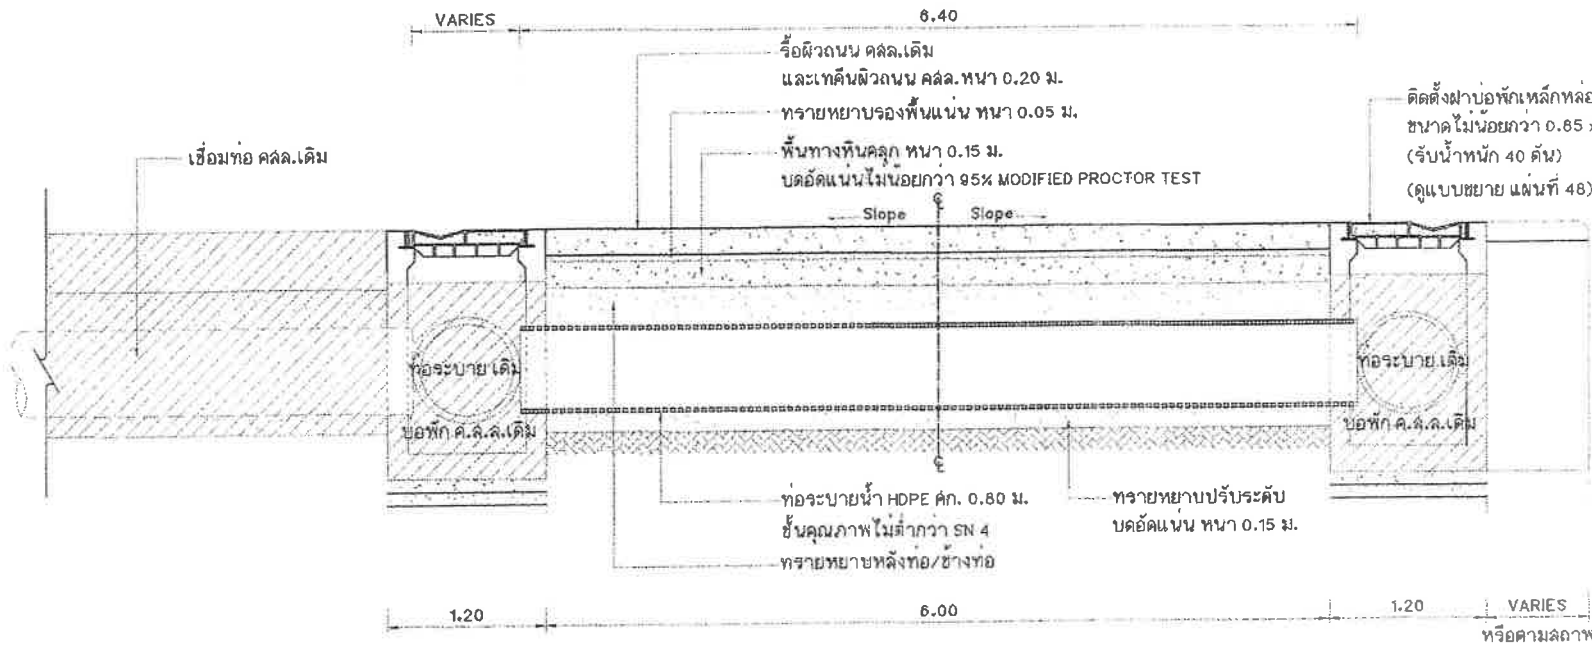 VARIES
6.40
รื้อผิวถนน คสล.เดิม
และเทคืนผิวถนน คสล.หนา 0.20 ม.
ทรายหยาบรองพื้นแน่น หนา 0.05 ม.
พื้นทางหินคลุก หนา 0.15 ม.
บดอัดแน่นไม่น้อยกว่า 95% MODIFIED PROCTOR TEST
เชื่อมท่อ คสล.เดิม
ติดตั้งฝาบ่อพักเหล็กหล่อ
ขนาดไม่น้อยกว่า 0.85 x
(รับน้ำหนัก 40 ตัน)
(ดูแบบขยาย แผ่นที่ 48)
Slope
Slope
ท่อระบายเดิม
บ่อพัก ค.ส.ล.เดิม
ท่อระบายเดิม
บ่อพัก ค.ส.ล.เดิม
ท่อระบายน้ำ HDPE ศก. 0.80 ม.
ชั้นคุณภาพไม่ต่ำกว่า SN 4
ทรายหยาบหลังท่อ/ข้างท่อ
ทรายหยาบปรับระดับ
บดอัดแน่น หนา 0.15 ม.
1.20
6.00
1.20
VARIES
หรือตามสภาพ